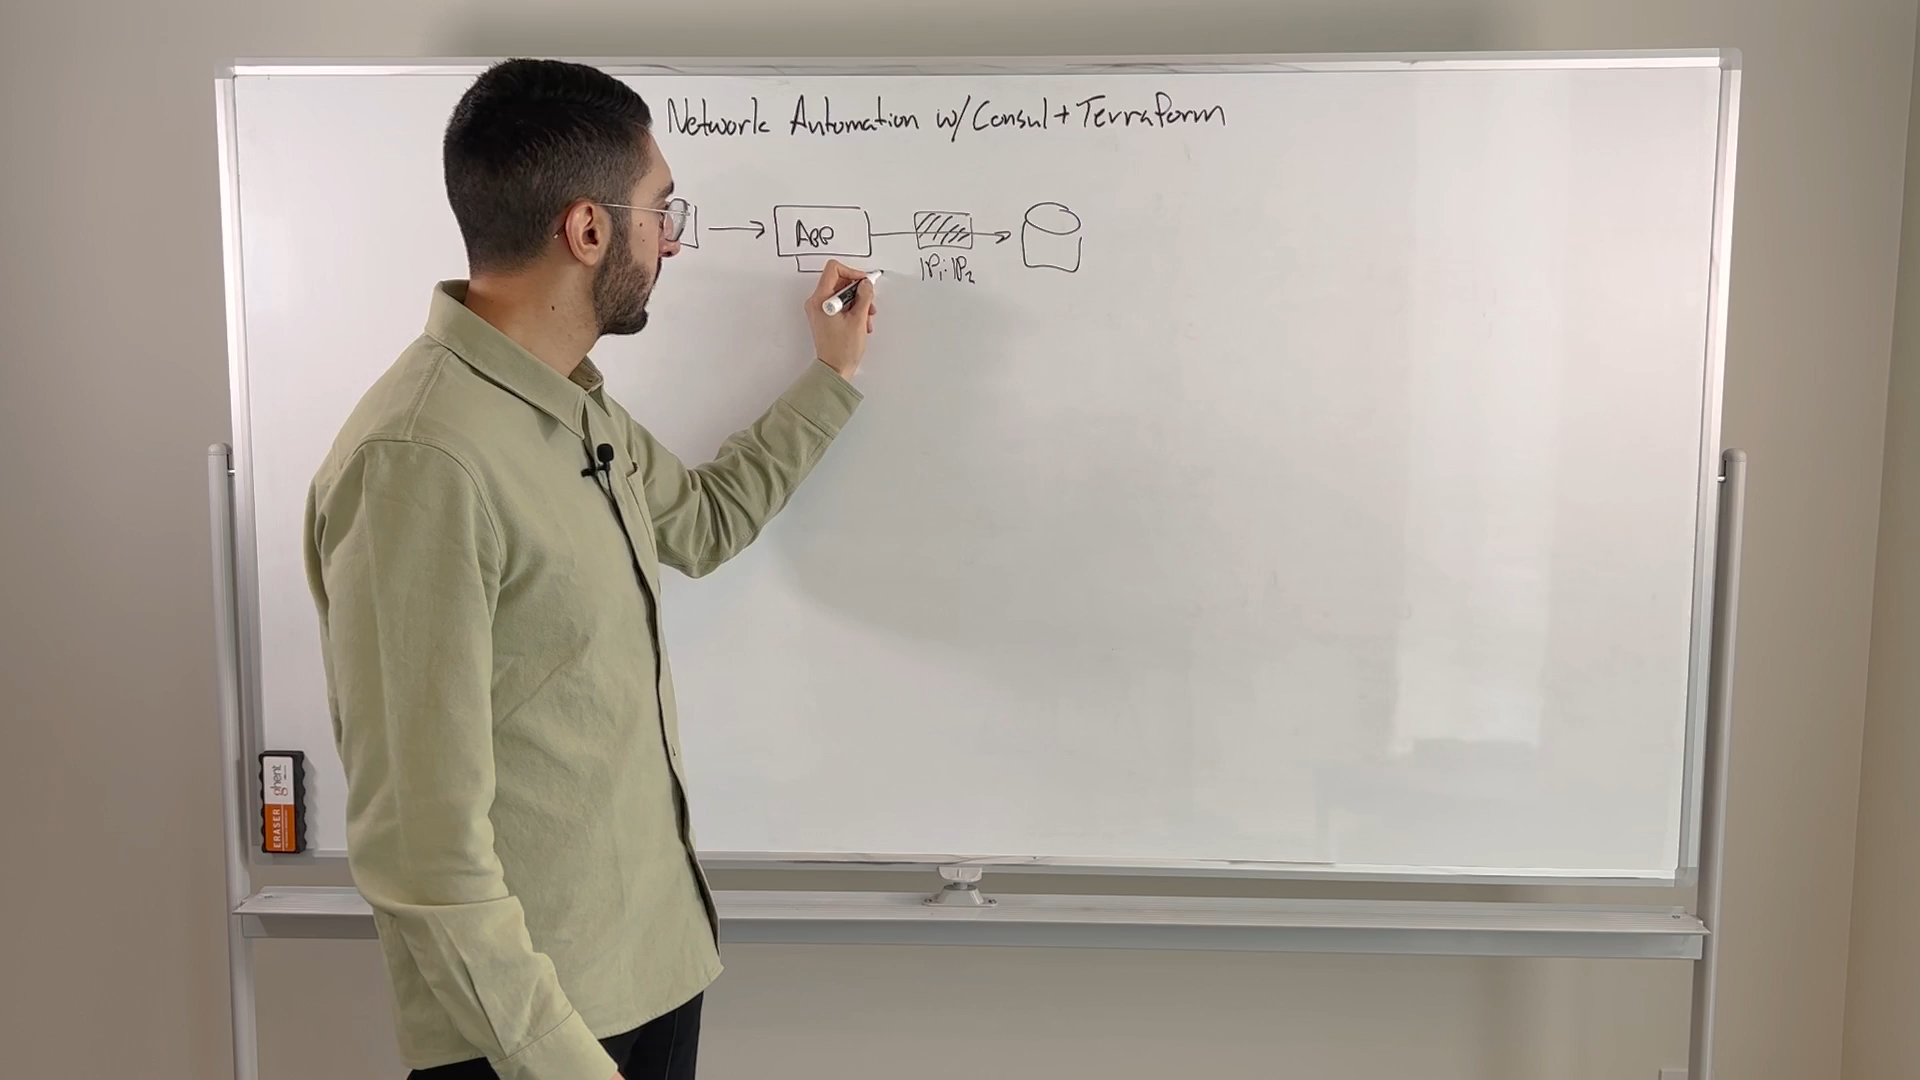 Network Automation w/ Consul + Terraform
APP
IP₁:IP₂
ghent
ERASER